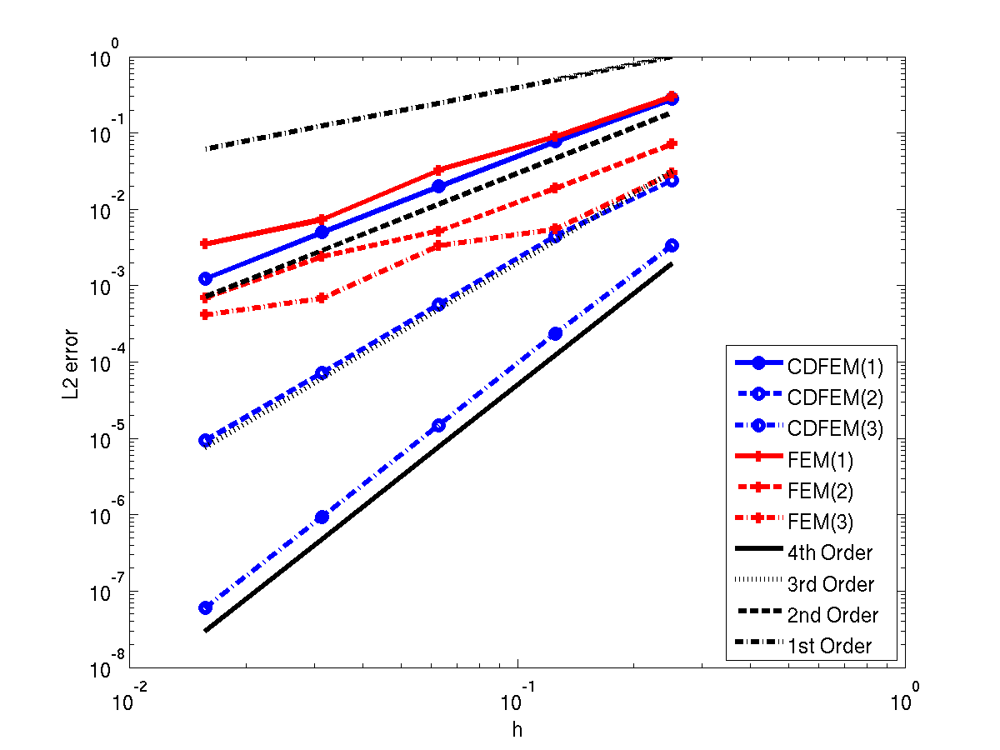 10^0
10^-1
10^-2
10^-3
10^-4
10^-5
10^-6
10^-7
10^-8
L2 error
10^-2
10^-1
10^0
h
CDFEM(1)
CDFEM(2)
CDFEM(3)
FEM(1)
FEM(2)
FEM(3)
4th Order
3rd Order
2nd Order
1st Order